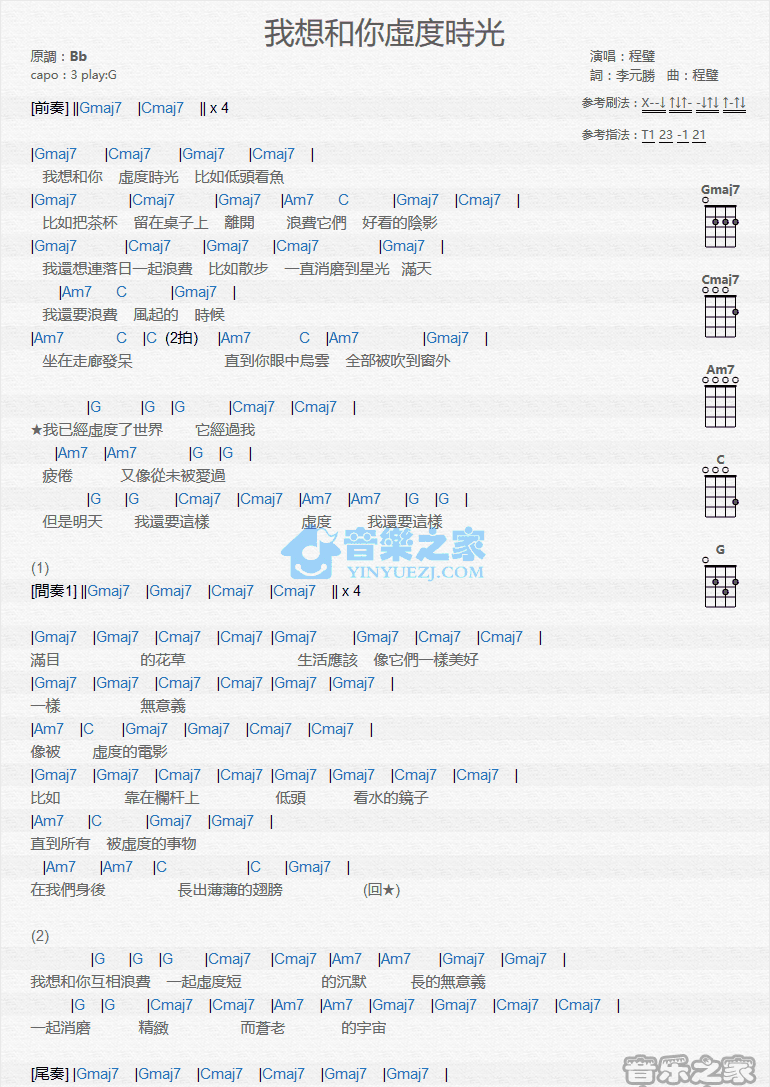 我想和你虛度時光
原調：Bb
capo：3 play:G
演唱：程璧
詞：李元勝 曲：程璧
参考刷法：X--↓ ↑↓↑- -↓↑↓ ↑-↑↓
参考指法：T1 23 -1 21
[前奏] ||Gmaj7 |Cmaj7 || x 4
|Gmaj7 |Cmaj7 |Gmaj7 |Cmaj7 |
我想和你 虛度時光 比如低頭看魚
|Gmaj7 |Cmaj7 |Gmaj7 |Am7 C |Gmaj7 |Cmaj7 |
比如把茶杯 留在桌子上 離開 浪費它們 好看的陰影
|Gmaj7 |Cmaj7 |Gmaj7 |Cmaj7 |Gmaj7 |
我還想連落日一起浪費 比如散步 一直消磨到星光 滿天
|Am7 C |Gmaj7 |
我還要浪費 風起的 時候
|Am7 C |C (2拍) |Am7 C |Am7 |Gmaj7 |
坐在走廊發呆 直到你眼中烏雲 全部被吹到窗外
|G |G |G |Cmaj7 |Cmaj7 |
★我已經虛度了世界 它經過我
|Am7 |Am7 |G |G |
疲倦 又像從未被愛過
|G |G |Cmaj7 |Cmaj7 |Am7 |Am7 |G |G |
但是明天 我還要這樣 虛度 我還要這樣
(1)
[間奏1] ||Gmaj7 |Gmaj7 |Cmaj7 |Cmaj7 || x 4
|Gmaj7 |Gmaj7 |Cmaj7 |Cmaj7 |Gmaj7 |Gmaj7 |Cmaj7 |Cmaj7 |
滿目 的花草 生活應該 像它們一樣美好
|Gmaj7 |Gmaj7 |Cmaj7 |Cmaj7 |Gmaj7 |Gmaj7 |
一樣 無意義
|Am7 |C |Gmaj7 |Gmaj7 |Cmaj7 |Cmaj7 |
像被 虛度的電影
|Gmaj7 |Gmaj7 |Cmaj7 |Cmaj7 |Gmaj7 |Gmaj7 |Cmaj7 |Cmaj7 |
比如 靠在欄杆上 低頭 看水的鏡子
|Am7 |C |Gmaj7 |Gmaj7 |
直到所有 被虛度的事物
|Am7 |Am7 |C |C |Gmaj7 |
在我們身後 長出薄薄的翅膀 (回★)
(2)
|G |G |G |Cmaj7 |Cmaj7 |Am7 |Am7 |Gmaj7 |Gmaj7 |
我想和你互相浪費 一起虛度短 的沉默 長的無意義
|G |G |Cmaj7 |Cmaj7 |Am7 |Am7 |Gmaj7 |Gmaj7 |Cmaj7 |Cmaj7 |
一起消磨 精緻 而蒼老 的宇宙
[尾奏] |Gmaj7 |Gmaj7 |Cmaj7 |Cmaj7 |Gmaj7 |Gmaj7 |
Gmaj7
Cmaj7
Am7
C
G
音樂之家
YINYUEZJ.COM
音乐之家